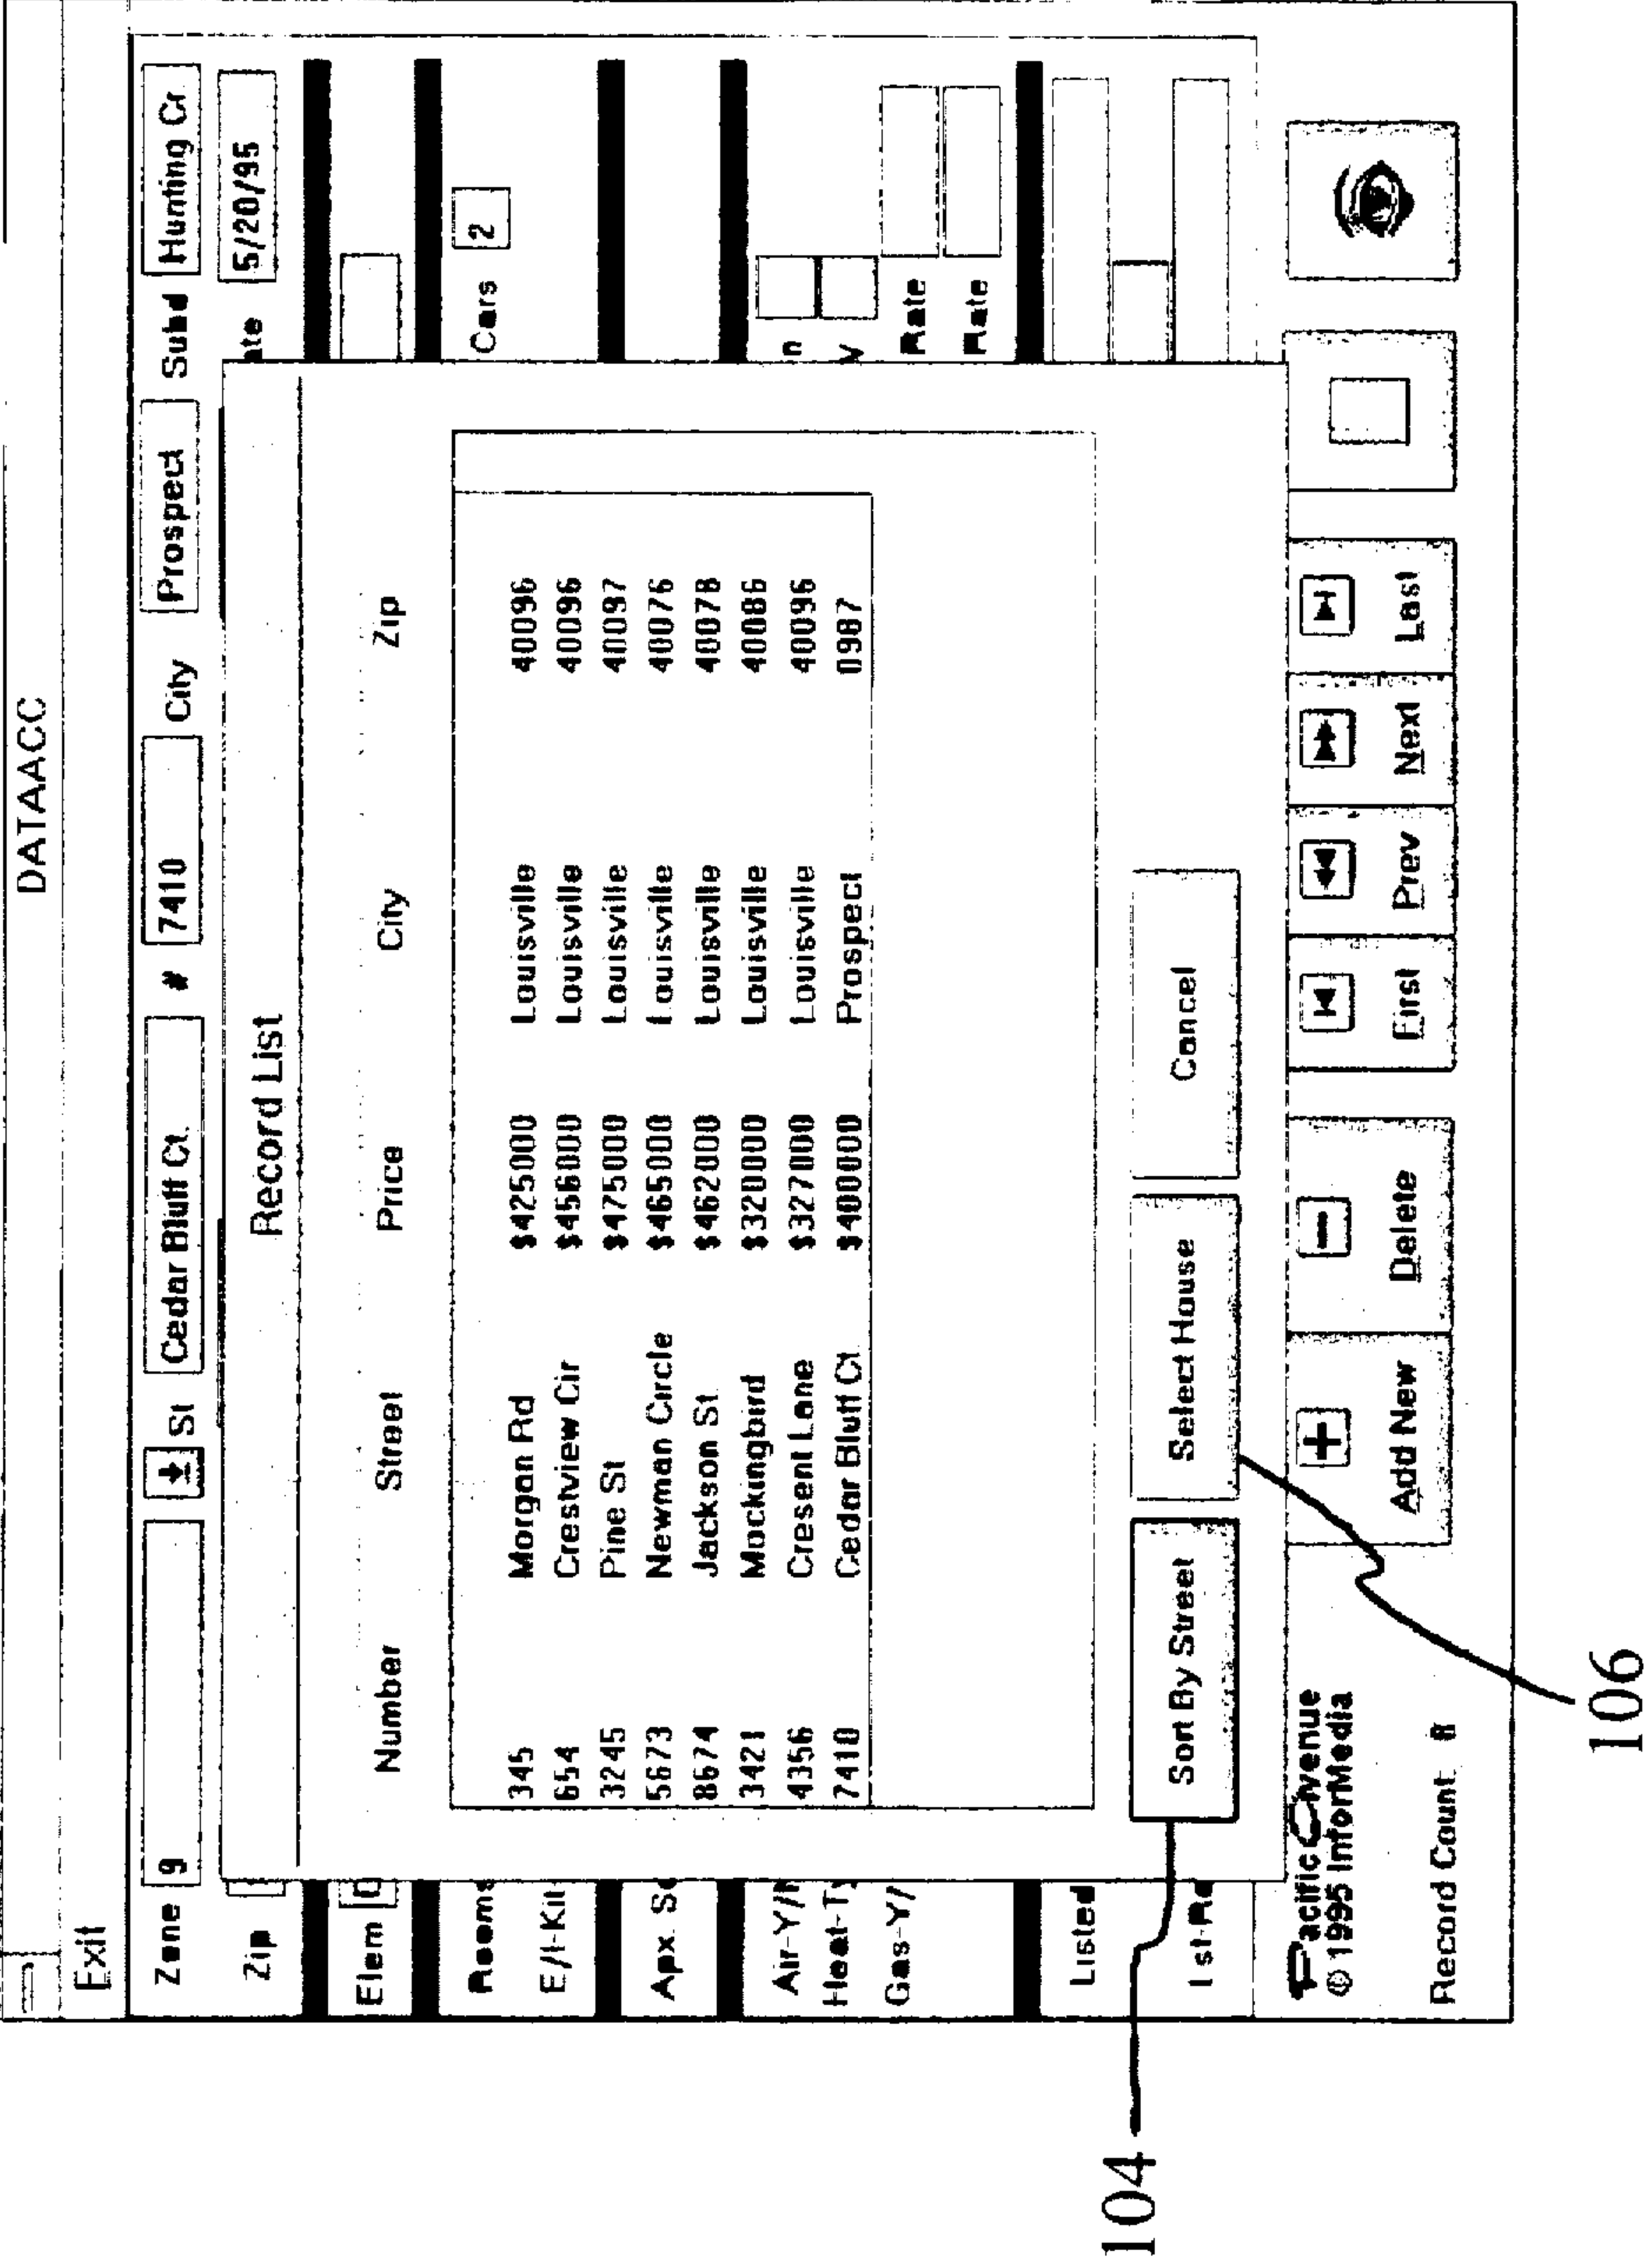 DATAACC
Exit
Zone 9 St Cedar Bluff Ct. # 7410 City Prospect Subd Hunting Cr
Zip ate 5/20/95
Record List
Elem
Number Street Price City Zip
Rooms Cars 2
E/I-Kit
345 Morgan Rd $425000 Louisville 40096
654 Crestview Cir $456000 Louisville 40096
3245 Pine St $475000 Louisville 40097
5673 Newman Circle $465000 Louisville 40076
8674 Jackson St $462000 Louisville 40078
3421 Mockingbird $320000 Louisville 40086
4356 Cresent Lane $327000 Louisville 40096
7410 Cedar Bluff Ct $400000 Prospect 0987
Apx. S
Air-Y/ n
Heat-Ty y
Gas-Y/ Rate
Rate
Listed
Sort By Street Select House Cancel
Pacific Avenue
© 1995 InforMedia
Add New Delete First Prev Next Last
Record Count 8
104
106